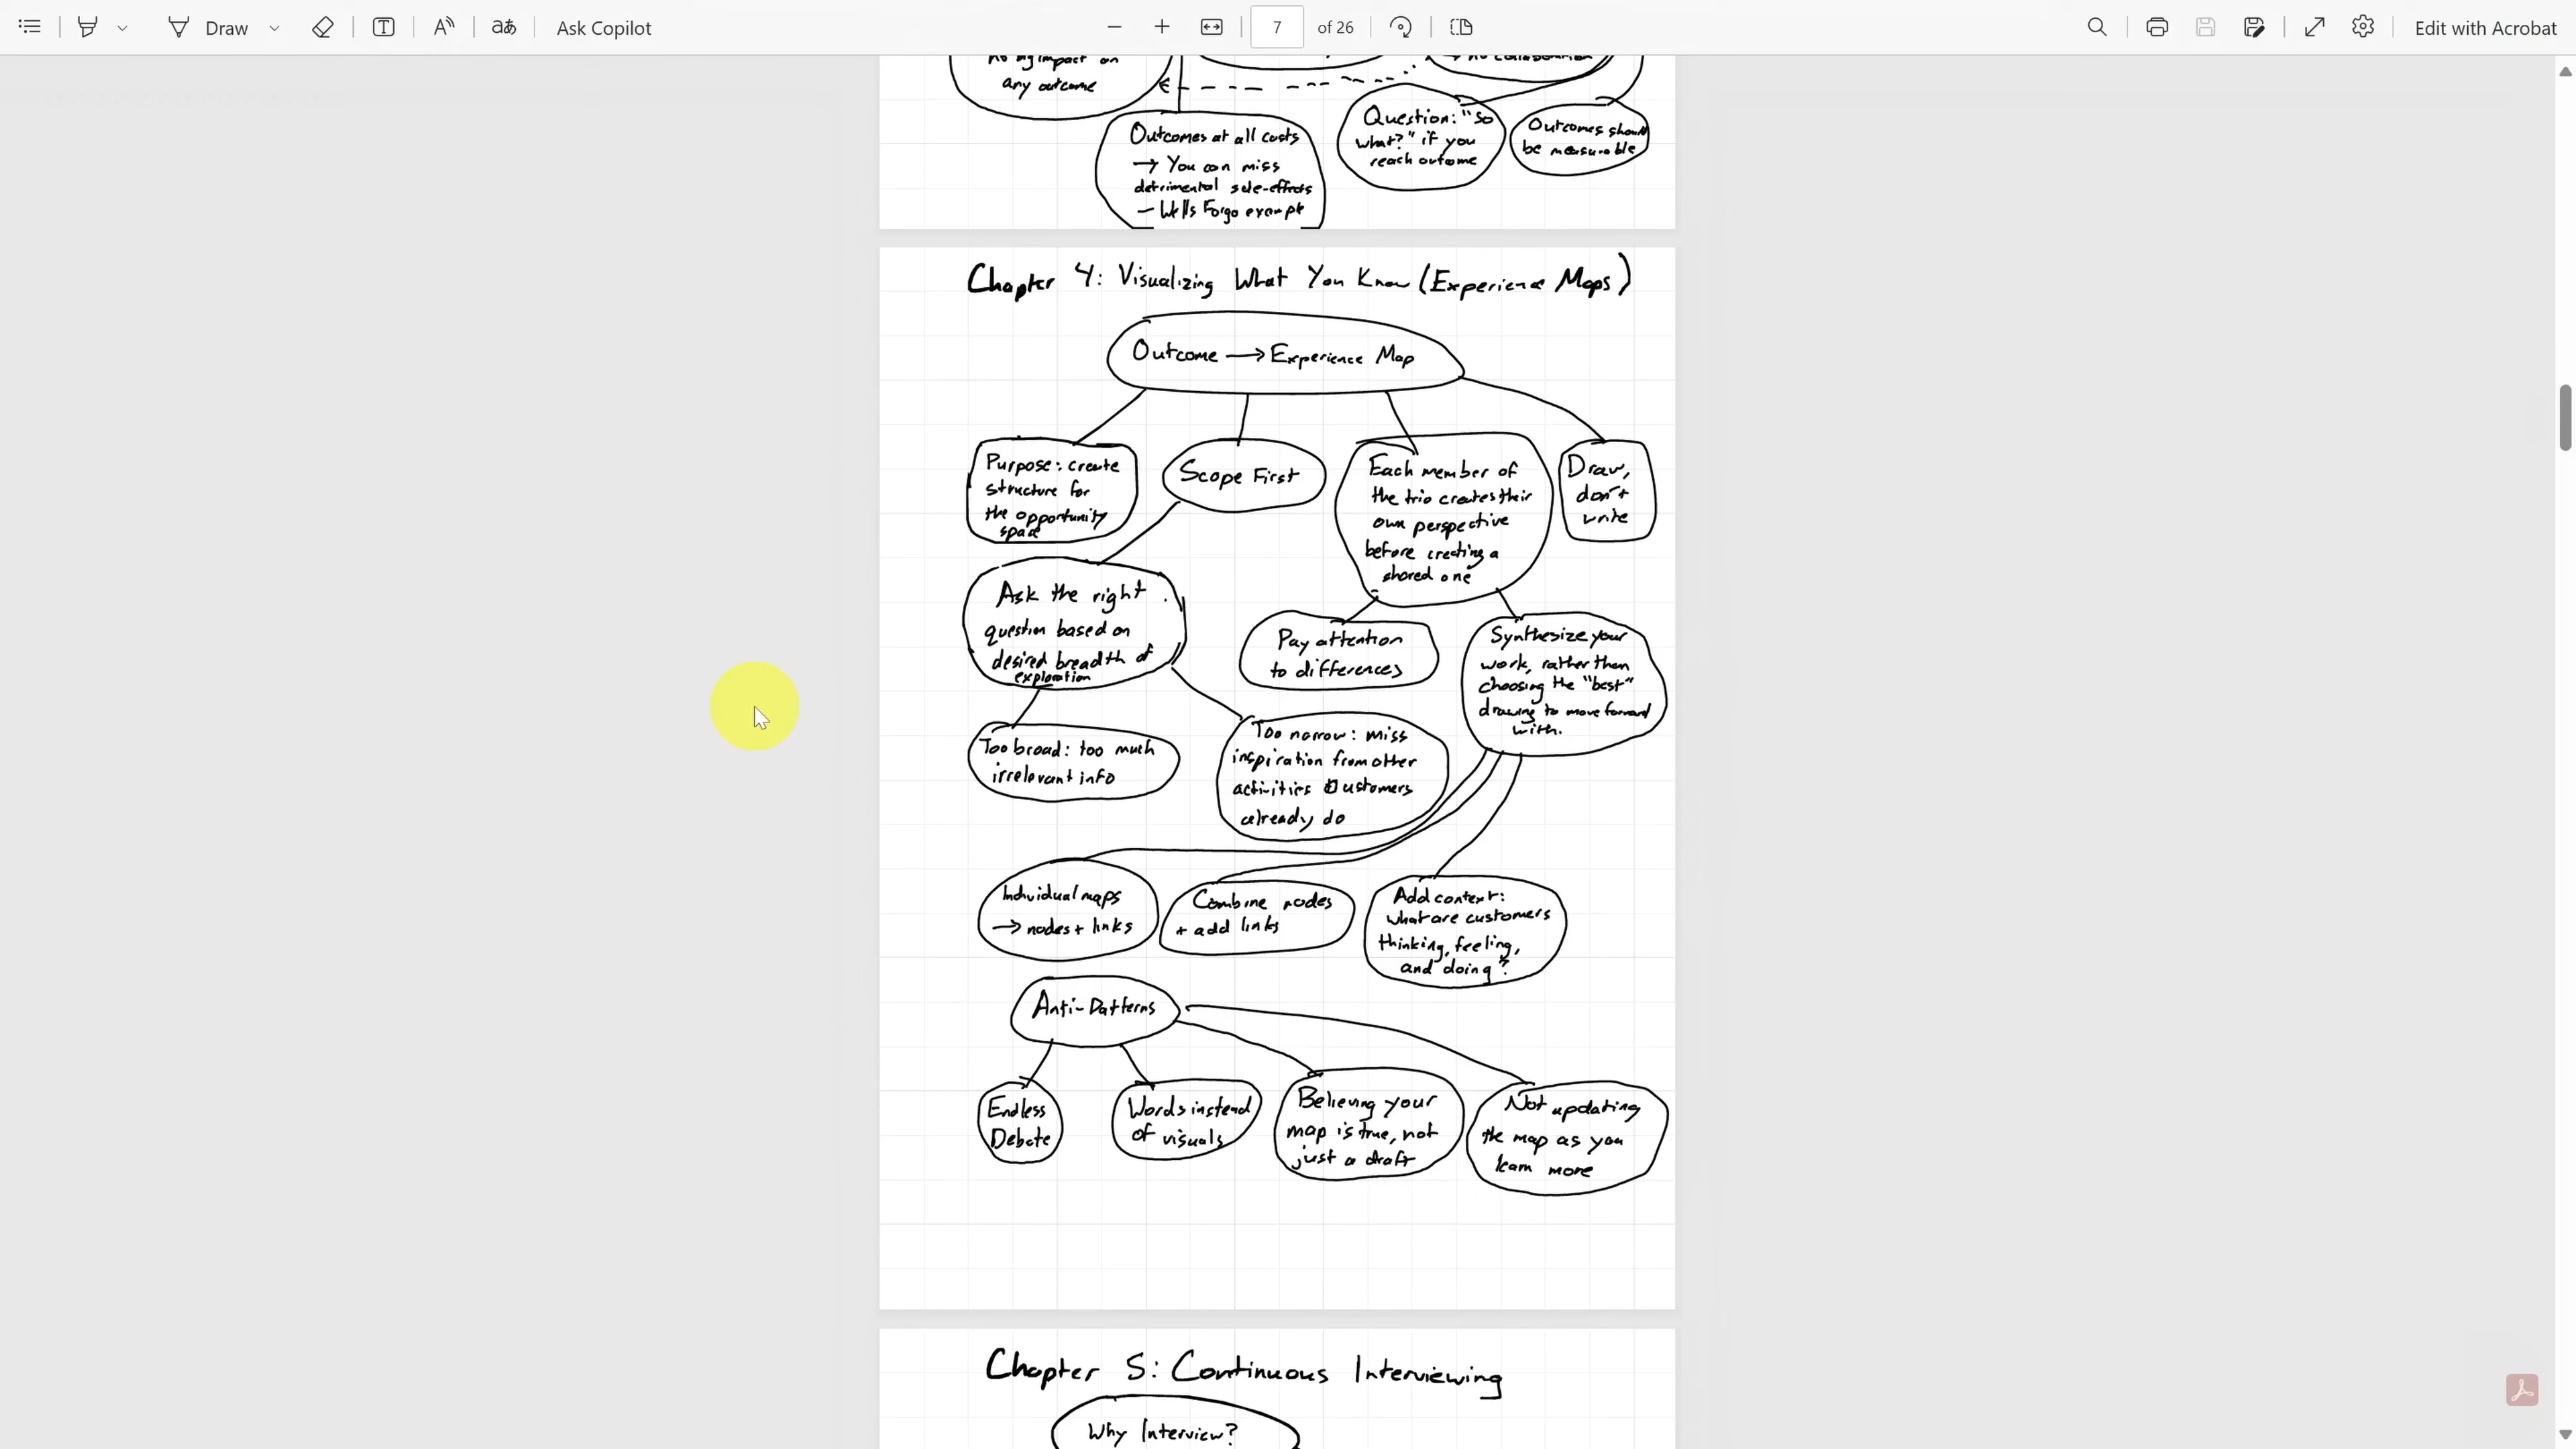 Draw
Ask Copilot
7
of 26
Edit with Acrobat
any outcome
Outcomes at all costs
→ You can miss
detrimental side-effects
– Wells Fargo example
Question: "So
what?" if you
reach outcome
Outcomes should
be measurable
Chapter 4: Visualizing What You Know (Experience Maps)
Outcome → Experience Map
Purpose: create
structure for
the opportunity
space
Scope First
Each member of
the trio creates their
own perspective
before creating a
shared one
Draw,
don't
write
Ask the right
question based on
desired breadth of
exploration
Pay attention
to differences
Synthesize your
work, rather than
choosing the "best"
drawing to move forward
with.
Too broad: too much
irrelevant info
Too narrow: miss
inspiration from other
activities customers
already do
Individual maps
→ nodes + links
Combine nodes
+ add links
Add context:
what are customers
thinking, feeling,
and doing?
Anti-Patterns
Endless
Debate
Words instead
of visuals
Believing your
map is true, not
just a draft
Not updating
the map as you
learn more
Chapter 5: Continuous Interviewing
Why Interview?